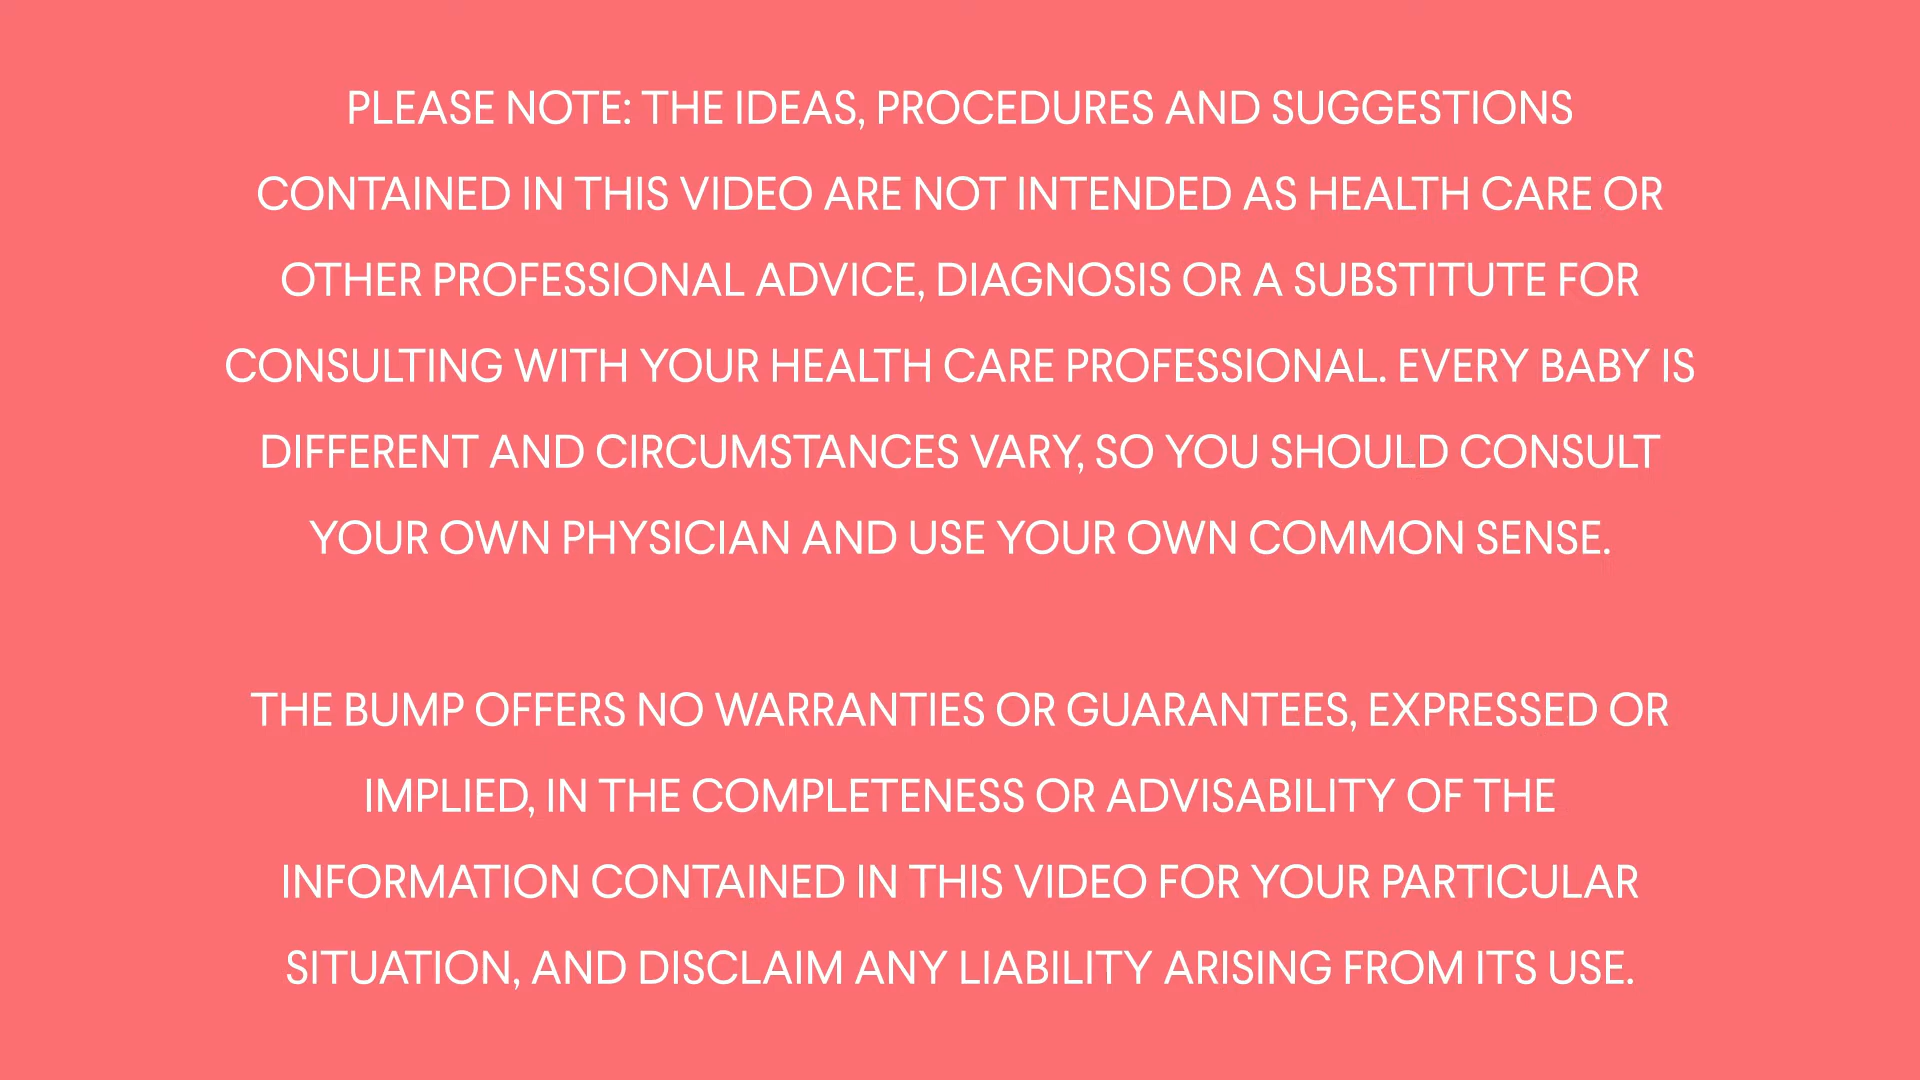 PLEASE NOTE: THE IDEAS, PROCEDURES AND SUGGESTIONS
CONTAINED IN THIS VIDEO ARE NOT INTENDED AS HEALTH CARE OR
OTHER PROFESSIONAL ADVICE, DIAGNOSIS OR A SUBSTITUTE FOR
CONSULTING WITH YOUR HEALTH CARE PROFESSIONAL. EVERY BABY IS
DIFFERENT AND CIRCUMSTANCES VARY, SO YOU SHOULD CONSULT
YOUR OWN PHYSICIAN AND USE YOUR OWN COMMON SENSE.
THE BUMP OFFERS NO WARRANTIES OR GUARANTEES, EXPRESSED OR
IMPLIED, IN THE COMPLETENESS OR ADVISABILITY OF THE
INFORMATION CONTAINED IN THIS VIDEO FOR YOUR PARTICULAR
SITUATION, AND DISCLAIM ANY LIABILITY ARISING FROM ITS USE.